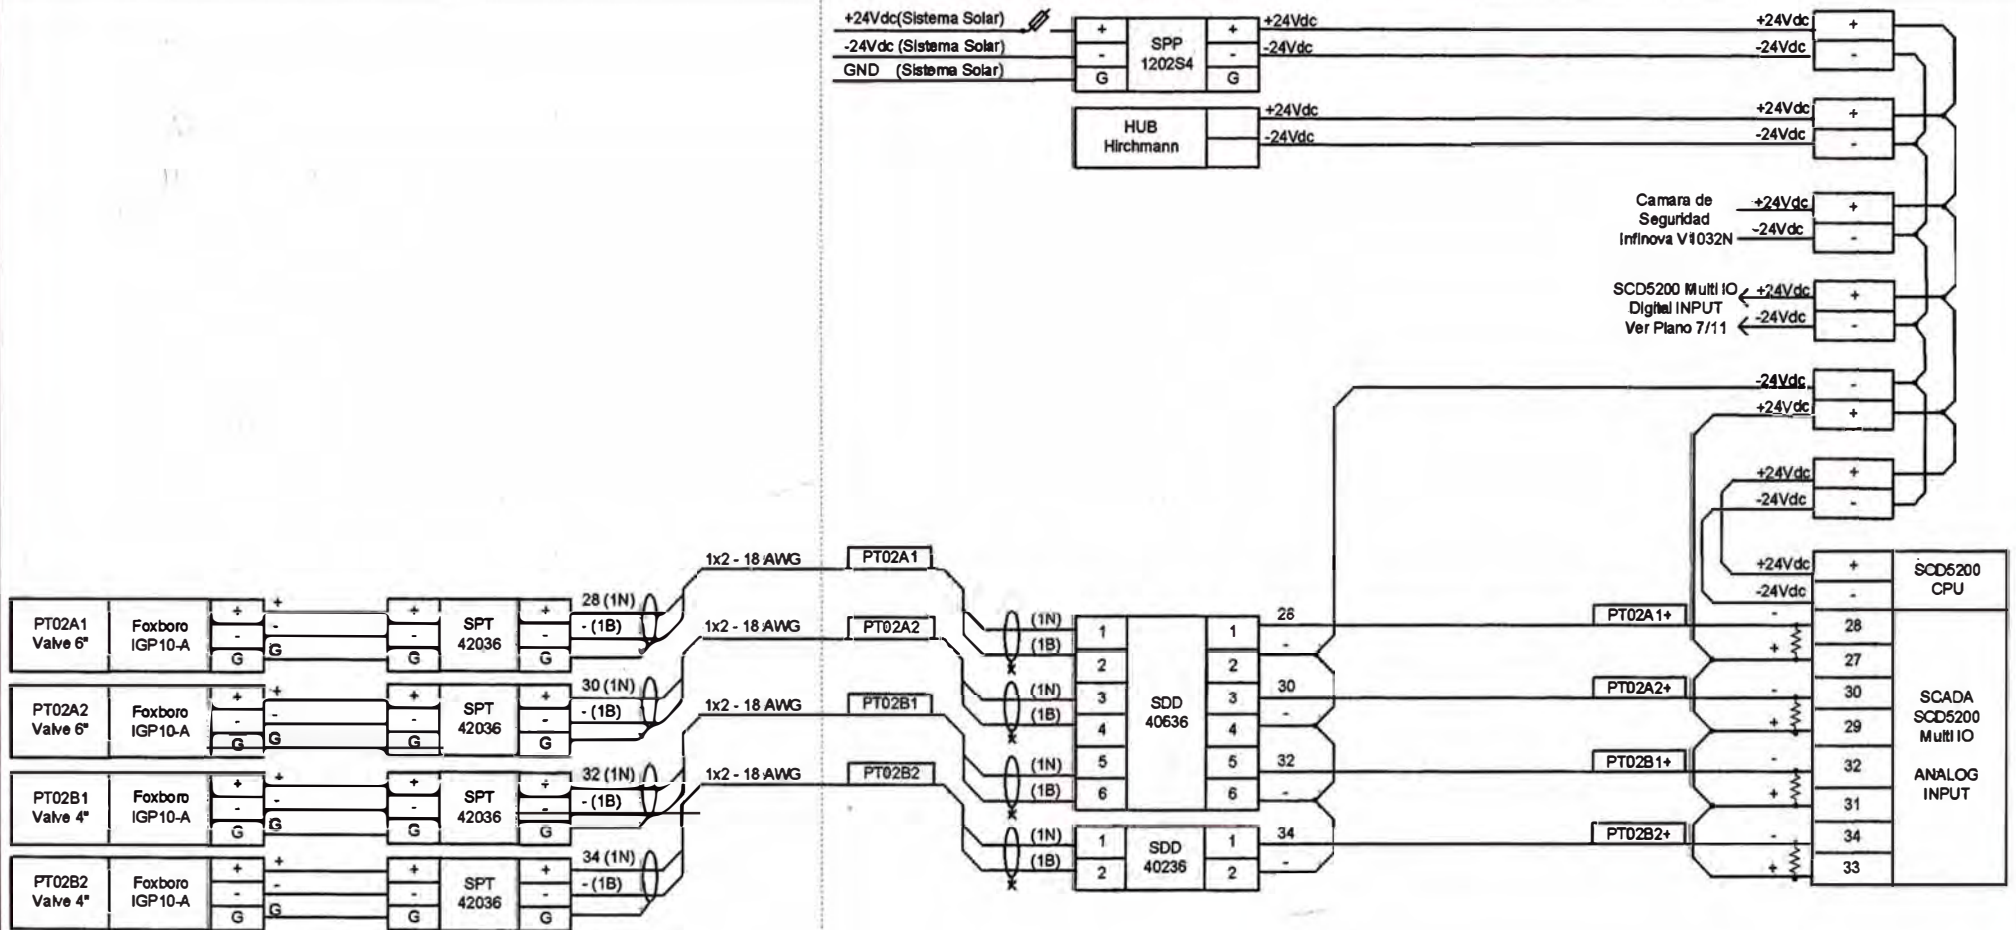 +24Vdc(Sistema Solar)
-24Vdc (Sistema Solar)
GND (Sistema Solar)
+
-
G
SPP
1202S4
+
-
G
+24Vdc
-24Vdc
+24Vdc
-24Vdc
+
-
HUB
Hirchmann
+24Vdc
-24Vdc
+24Vdc
-24Vdc
+
-
Camara de
Seguridad
Infinova V1032N
+24Vdc
-24Vdc
+
-
SCD5200 Multi IO
Digital INPUT
Ver Plano 7/11
+24Vdc
-24Vdc
+
-
-24Vdc
+24Vdc
-
+
+24Vdc
-24Vdc
+
-
+24Vdc
-24Vdc
+
-
SCD5200
CPU
PT02A1
Valve 6"
Foxboro
IGP10-A
+
-
G
+
-
G
+
-
G
SPT
42036
+
-
G
28 (1N)
- (1B)
1x2 - 18 AWG
PT02A1
PT02A2
Valve 6"
Foxboro
IGP10-A
+
-
G
+
-
G
+
-
G
SPT
42036
+
-
G
30 (1N)
- (1B)
1x2 - 18 AWG
PT02A2
PT02B1
Valve 4"
Foxboro
IGP10-A
+
-
G
+
-
G
+
-
G
SPT
42036
+
-
G
32 (1N)
- (1B)
1x2 - 18 AWG
PT02B1
PT02B2
Valve 4"
Foxboro
IGP10-A
+
-
G
+
-
G
+
-
G
SPT
42036
+
-
G
34 (1N)
- (1B)
1x2 - 18 AWG
PT02B2
(1N)
(1B)
(1N)
(1B)
(1N)
(1B)
1
2
3
4
5
6
SDD
40636
1
2
3
4
5
6
26
-
30
-
32
-
(1N)
(1B)
1
2
SDD
40236
1
2
34
-
PT02A1+
-
+
28
27
PT02A2+
-
+
30
29
PT02B1+
-
+
32
31
PT02B2+
-
+
34
33
SCADA
SCD5200
Multi IO
ANALOG
INPUT